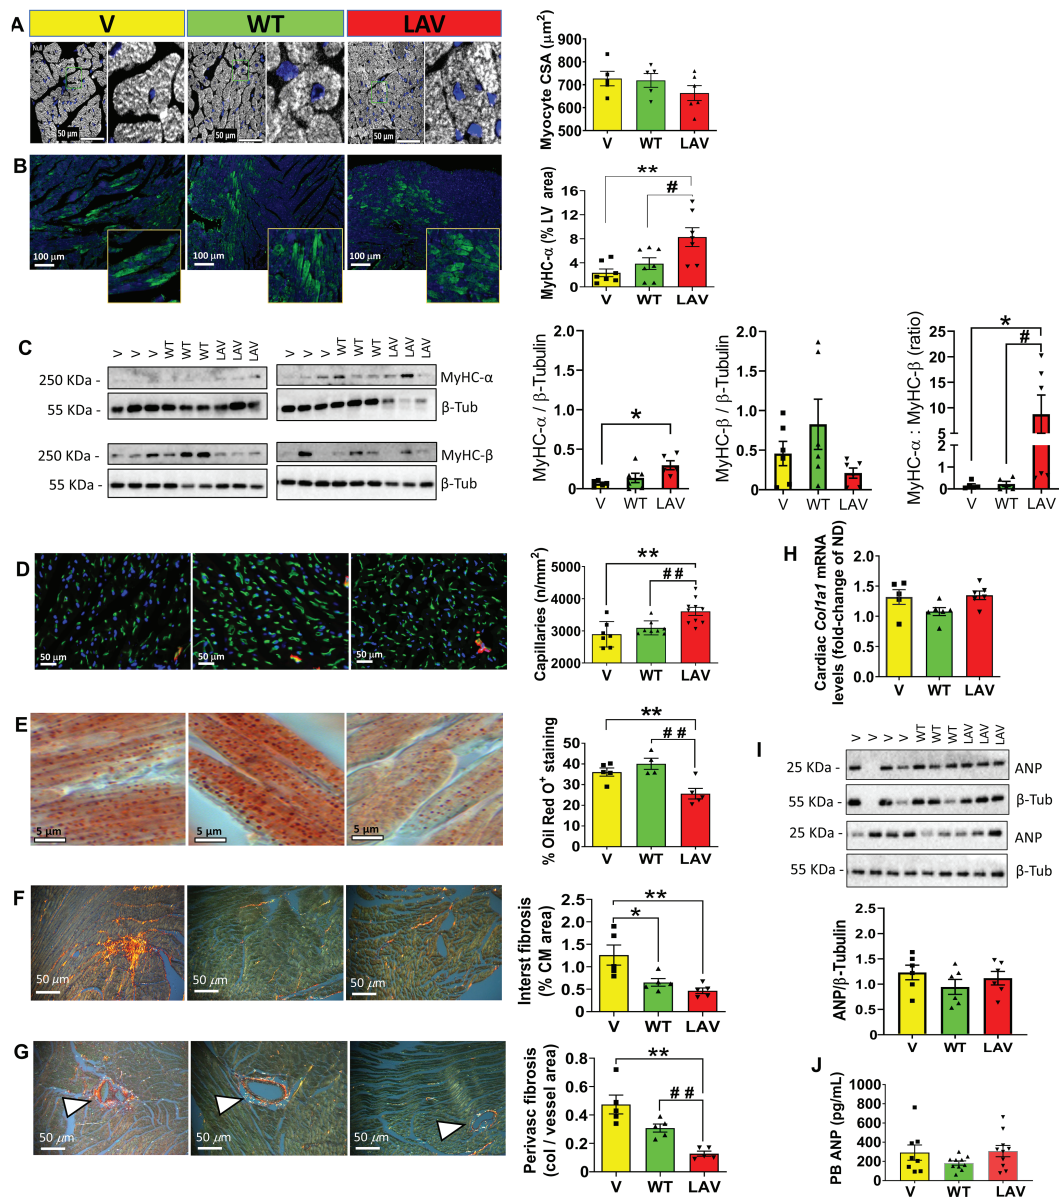 A
V
WT
LAV
50 µm
50 µm
50 µm
Myocyte CSA (µm²)
900
800
700
600
500
V WT LAV
B
100 µm
100 µm
100 µm
MyHC-α (% LV area)
16
12
8
4
0
**
#
V WT LAV
C
V V V WT WT WT LAV LAV LAV
V V V WT WT WT LAV LAV LAV
250 KDa -
MyHC-α
55 KDa -
β-Tub
250 KDa -
MyHC-β
55 KDa -
β-Tub
MyHC-α / β-Tubulin
2.0
1.5
1.0
0.5
0.0
*
V WT LAV
MyHC-β / β-Tubulin
2.0
1.5
1.0
0.5
0.0
V WT LAV
MyHC-α : MyHC-β (ratio)
25
20
15
10
5
2
1
0
*
#
V WT LAV
D
50 µm
50 µm
50 µm
Capillaries (n/mm²)
5000
4000
3000
2000
**
# #
V WT LAV
H
Cardiac Col1a1 mRNA
levels (fold-change of ND)
2.0
1.5
1.0
0.5
0.0
V WT LAV
E
5 µm
5 µm
5 µm
% Oil Red O⁺ staining
50
40
30
20
10
0
**
# #
V WT LAV
I
V V V V WT WT WT LAV LAV LAV
25 KDa -
ANP
55 KDa -
β-Tub
25 KDa -
ANP
55 KDa -
β-Tub
F
50 µm
50 µm
50 µm
Interst fibrosis
(% CM area)
2.5
2.0
1.5
1.0
0.5
0
**
*
V WT LAV
ANP/β-Tubulin
2.5
2.0
1.5
1.0
0.5
0
V WT LAV
G
50 µm
50 µm
50 µm
Perivasc fibrosis
(col / vessel area)
0.8
0.6
0.4
0.2
0
**
# #
V WT LAV
J
PB ANP (pg/mL)
1000
800
600
400
200
0
V WT LAV